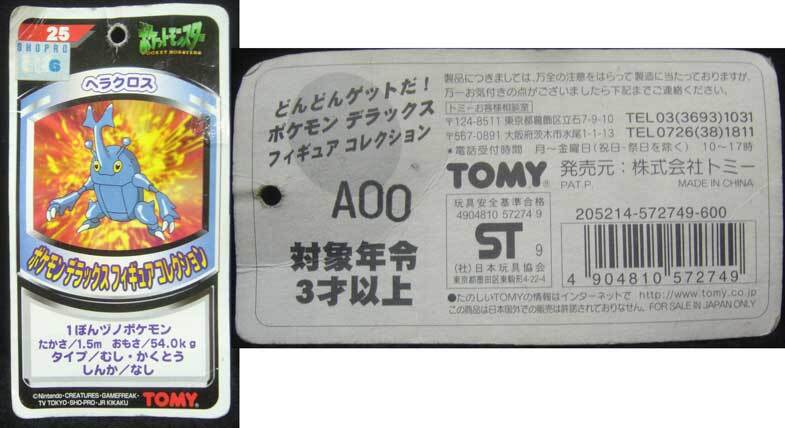 25
SHOPRO
6
ポケットモンスター
POCKET MONSTERS
ヘラクロス
ポケモン デラックス フィギュア コレクション
1ぽんヅノポケモン
たかさ/1.5m おもさ/54.0kg
タイプ/むし・かくとう
しんか/なし
©Nintendo・CREATURES・GAMEFREAK・
TV TOKYO・SHO-PRO・JR KIKAKU
TOMY®
どんどんゲットだ!
ポケモン デラックス
フィギュア コレクション
A00
対象年令
3才以上
製品につきましては、万全の注意をはらって製造に当たっておりますが、
万一お気付きの点がございましたら下記までご連絡ください。
トミーお客様相談室
〒124-8511 東京都葛飾区立石7-9-10 TEL 03(3693)1031
〒567-0891 大阪府茨木市水尾1-1-13 TEL 0726(38)1811
*電話受付時間 月〜金曜日(祝日・祭日を除く) 10〜17時
TOMY® 発売元:株式会社トミー
PAT.P. MADE IN CHINA
玩具安全基準合格
4904810 57274 9
ST 9
(社)日本玩具協会
東京都墨田区東駒形4-22-4
205214-572749-600
4 904810 572749
●たのしいTOMYの情報はインターネットで http://www.tomy.co.jp
この商品は日本国外での販売は許諾されておりません。FOR SALE IN JAPAN ONLY